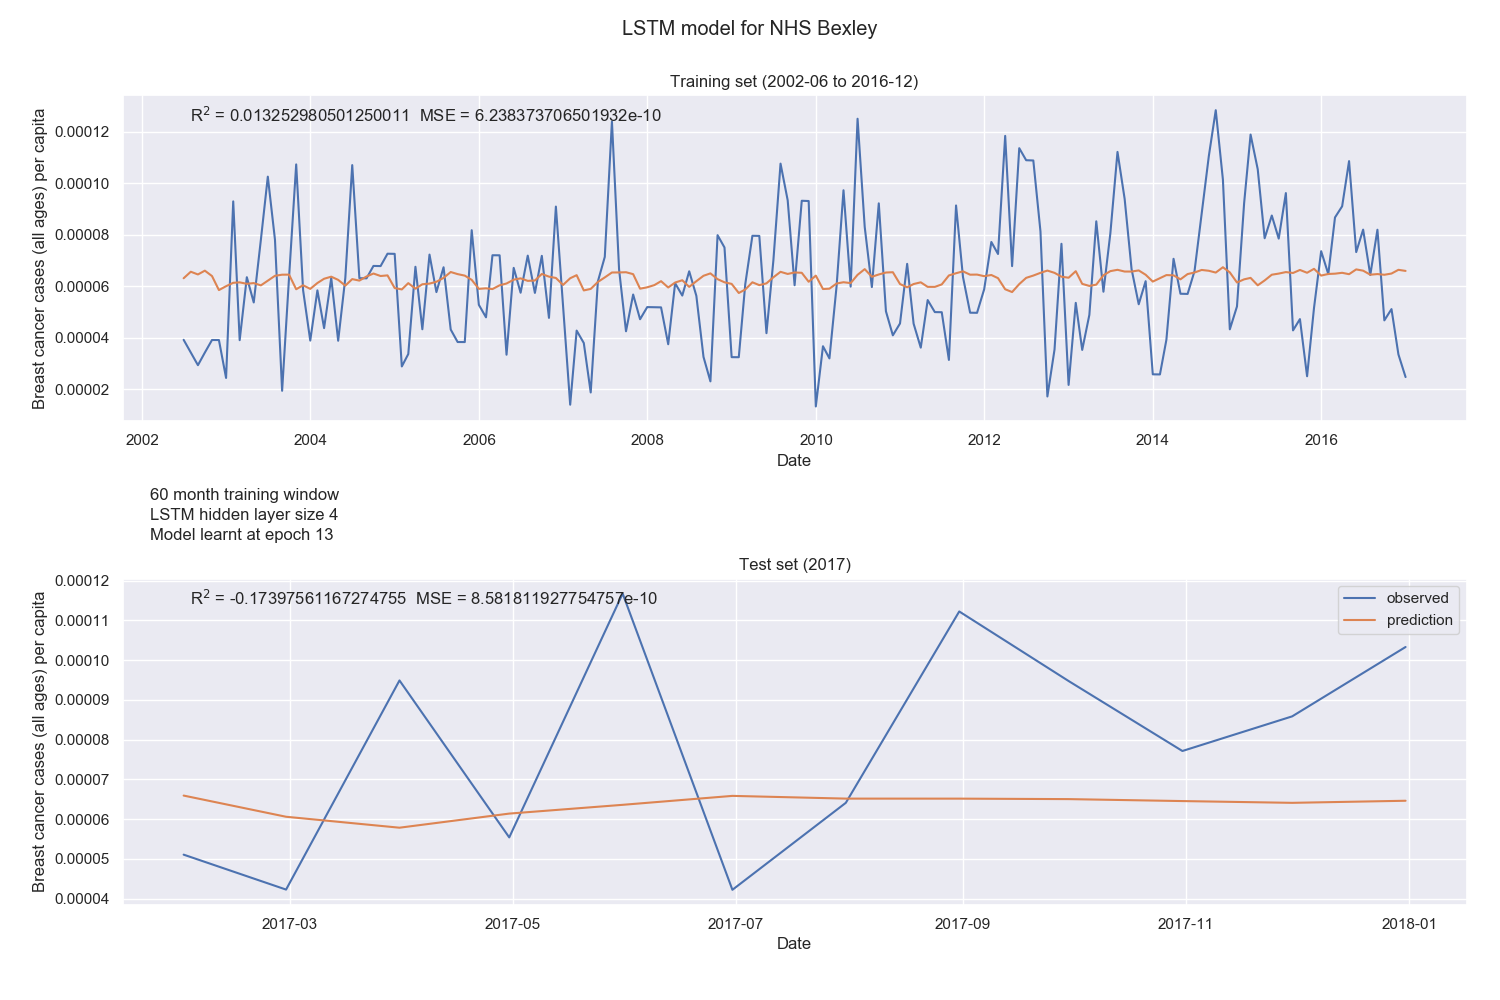 LSTM model for NHS Bexley
Training set (2002-06 to 2016-12)
R² = 0.013252980501250011 MSE = 6.238373706501932e-10
Breast cancer cases (all ages) per capita
0.00012
0.00010
0.00008
0.00006
0.00004
0.00002
2002 2004 2006 2008 2010 2012 2014 2016
Date
60 month training window
LSTM hidden layer size 4
Model learnt at epoch 13
Test set (2017)
R² = -0.17397561167274755 MSE = 8.581811927754757e-10
observed
prediction
Breast cancer cases (all ages) per capita
0.00012
0.00011
0.00010
0.00009
0.00008
0.00007
0.00006
0.00005
0.00004
2017-03 2017-05 2017-07 2017-09 2017-11 2018-01
Date